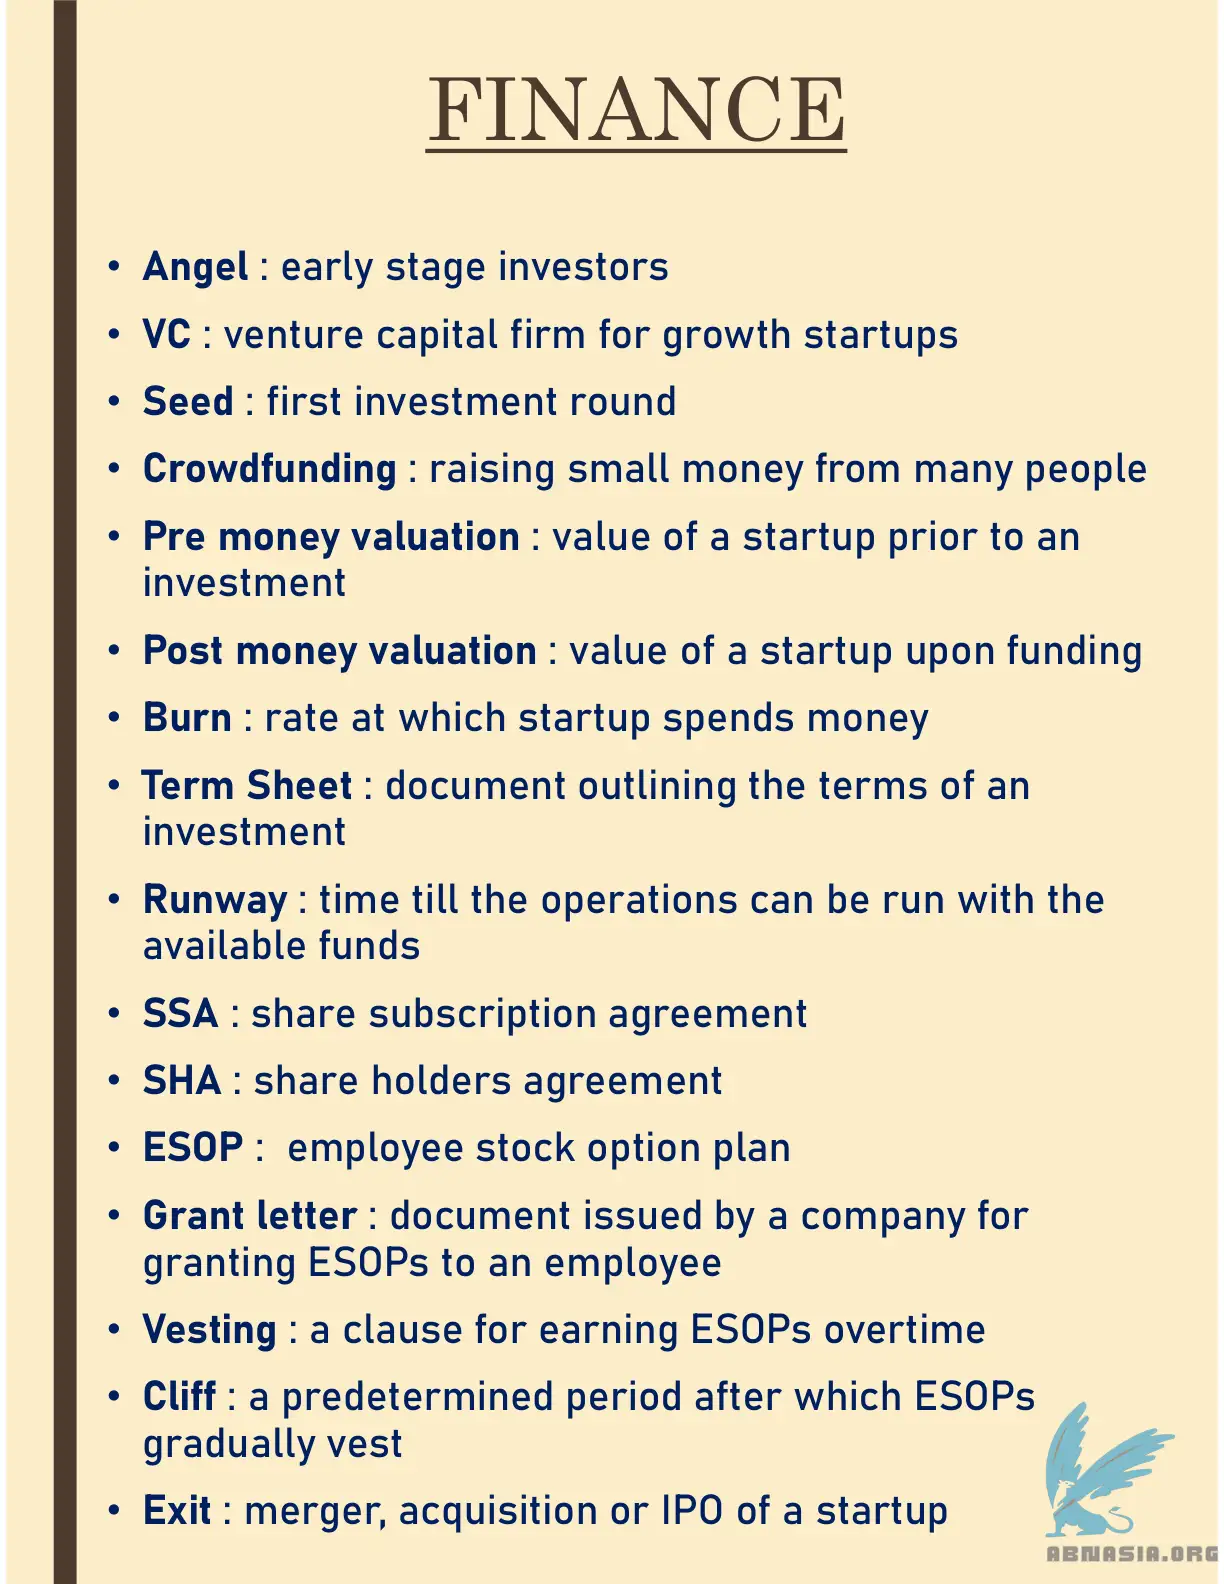 FINANCE
• Angel : early stage investors
• VC : venture capital firm for growth startups
• Seed : first investment round
• Crowdfunding : raising small money from many people
• Pre money valuation : value of a startup prior to an
investment
• Post money valuation : value of a startup upon funding
• Burn : rate at which startup spends money
• Term Sheet : document outlining the terms of an
investment
• Runway : time till the operations can be run with the
available funds
• SSA : share subscription agreement
• SHA : share holders agreement
• ESOP :  employee stock option plan
• Grant letter : document issued by a company for
granting ESOPs to an employee
• Vesting : a clause for earning ESOPs overtime
• Cliff : a predetermined period after which ESOPs
gradually vest
• Exit : merger, acquisition or IPO of a startup
ABNASIA.ORG